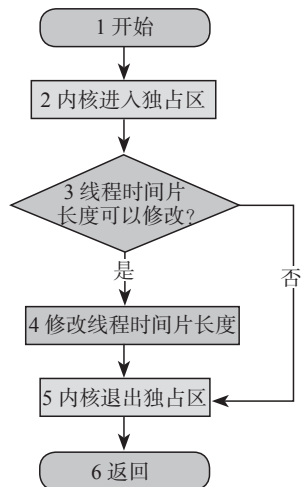 1 开始
2 内核进入独占区
3 线程时间片
长度可以修改?
是
否
4 修改线程时间片长度
5 内核退出独占区
6 返回